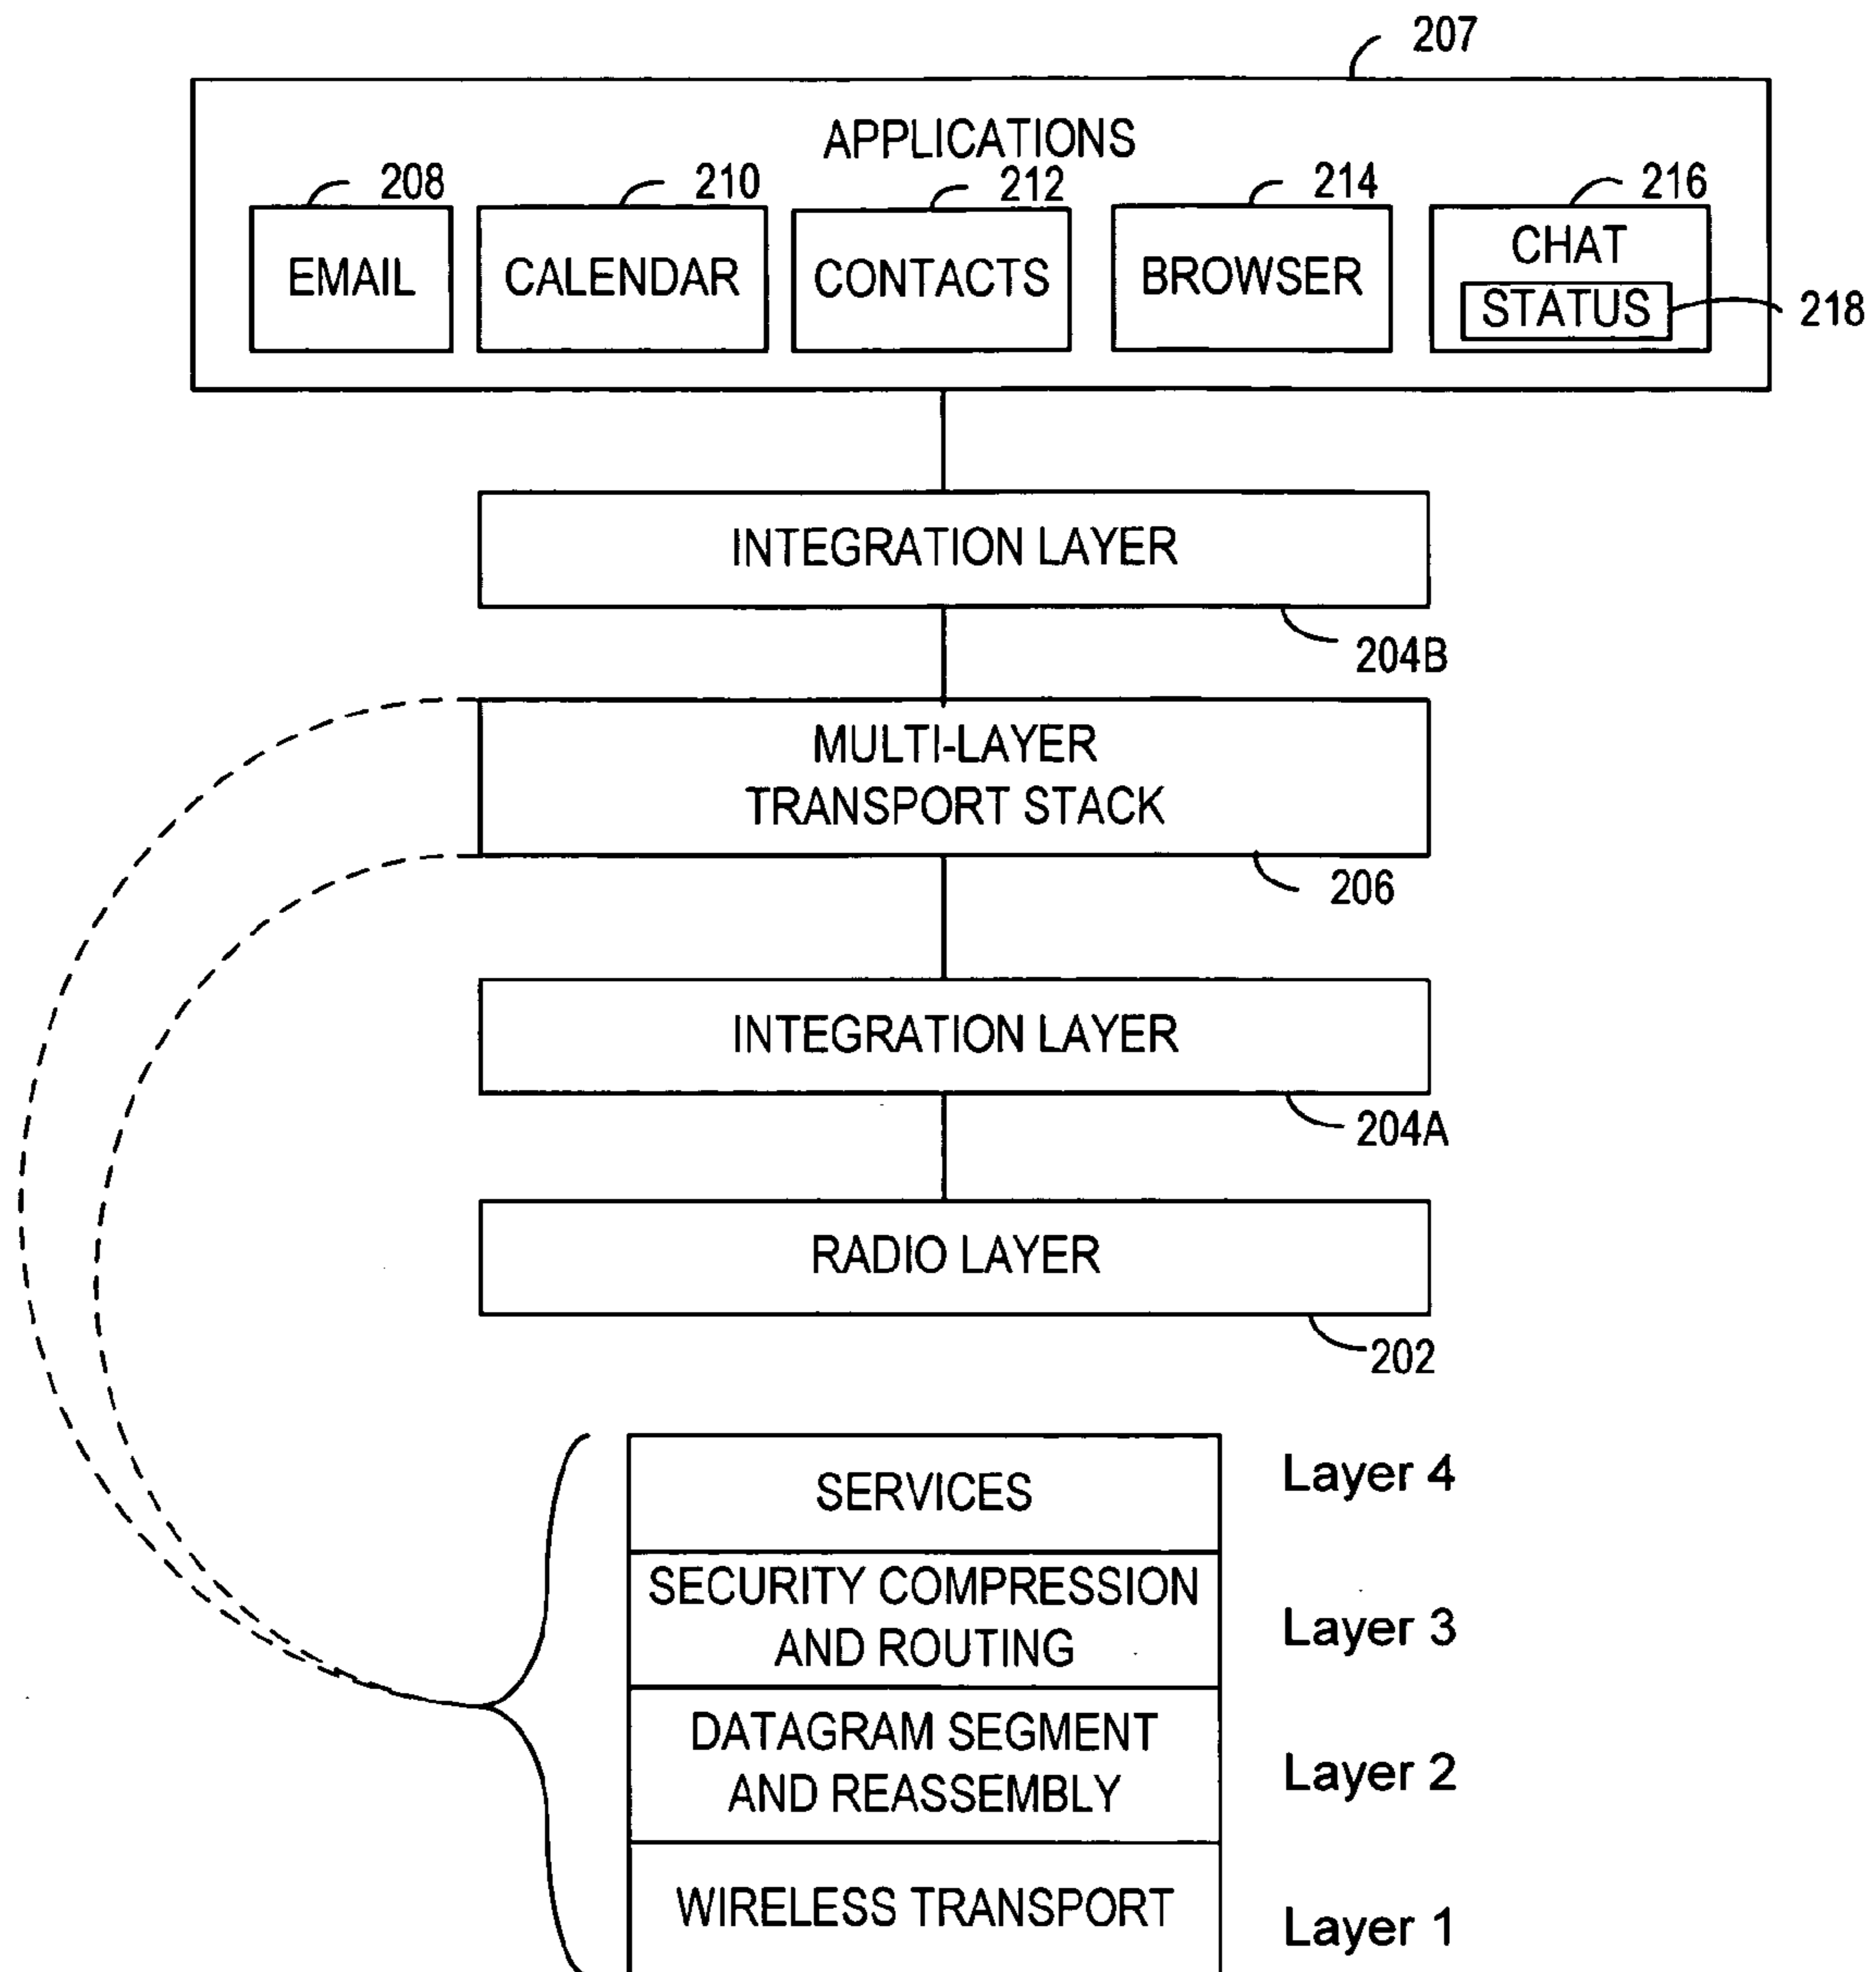 207
APPLICATIONS
208
210
212
214
216
EMAIL
CALENDAR
CONTACTS
BROWSER
CHAT
STATUS
218
INTEGRATION LAYER
204B
MULTI-LAYER
TRANSPORT STACK
206
INTEGRATION LAYER
204A
RADIO LAYER
202
SERVICES
Layer 4
SECURITY COMPRESSION
AND ROUTING
Layer 3
DATAGRAM SEGMENT
AND REASSEMBLY
Layer 2
WIRELESS TRANSPORT
Layer 1